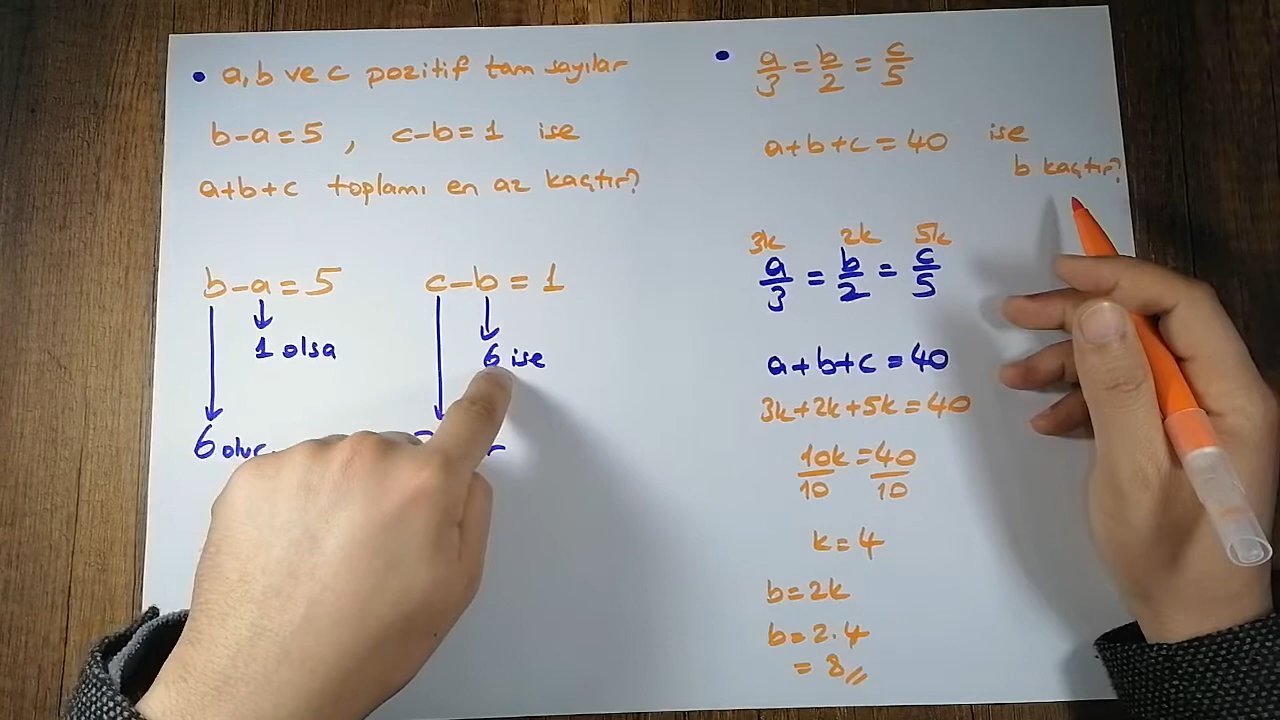 • a, b ve c pozitif tam sayılar
b-a=5 , c-b=1 ise
a+b+c toplamı en az kaçtır?
b-a=5
1 olsa
6
c-b=1
6 ise
• a/3 = b/2 = c/5
a+b+c=40 ise
b kaçtır?
3k 2k 5k
a/3 = b/2 = c/5
a+b+c=40
3k+2k+5k=40
10k/10 = 40/10
k=4
b=2k
b=2.4
=8//